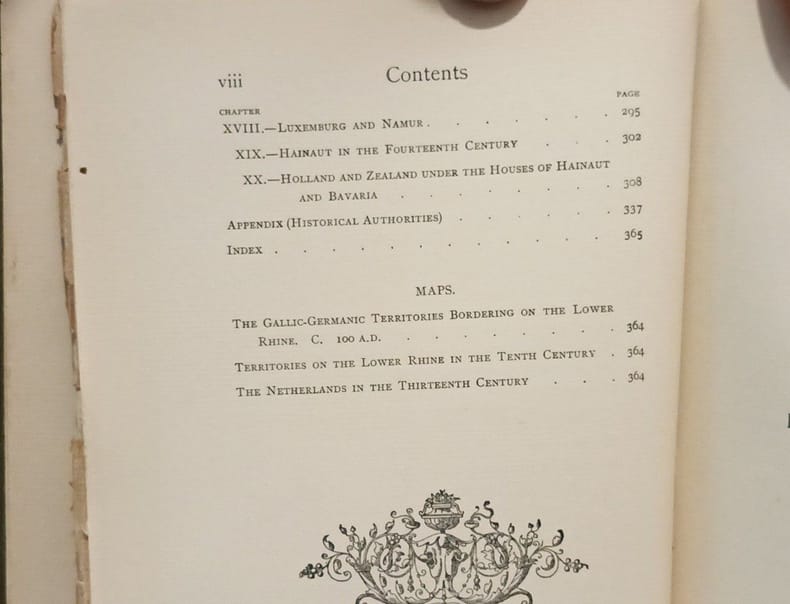 viii Contents
CHAPTER PAGE
XVIII.—Luxemburg and Namur . . . . . . . 295
XIX.—Hainaut in the Fourteenth Century . . . 302
XX.—Holland and Zealand under the Houses of Hainaut
and Bavaria . . . . . . . . 308
Appendix (Historical Authorities) . . . . . . 337
Index . . . . . . . . . . . . 365
MAPS.
The Gallic-Germanic Territories Bordering on the Lower
Rhine. C. 100 A.D. . . . . . . . . 364
Territories on the Lower Rhine in the Tenth Century . 364
The Netherlands in the Thirteenth Century . . . 364